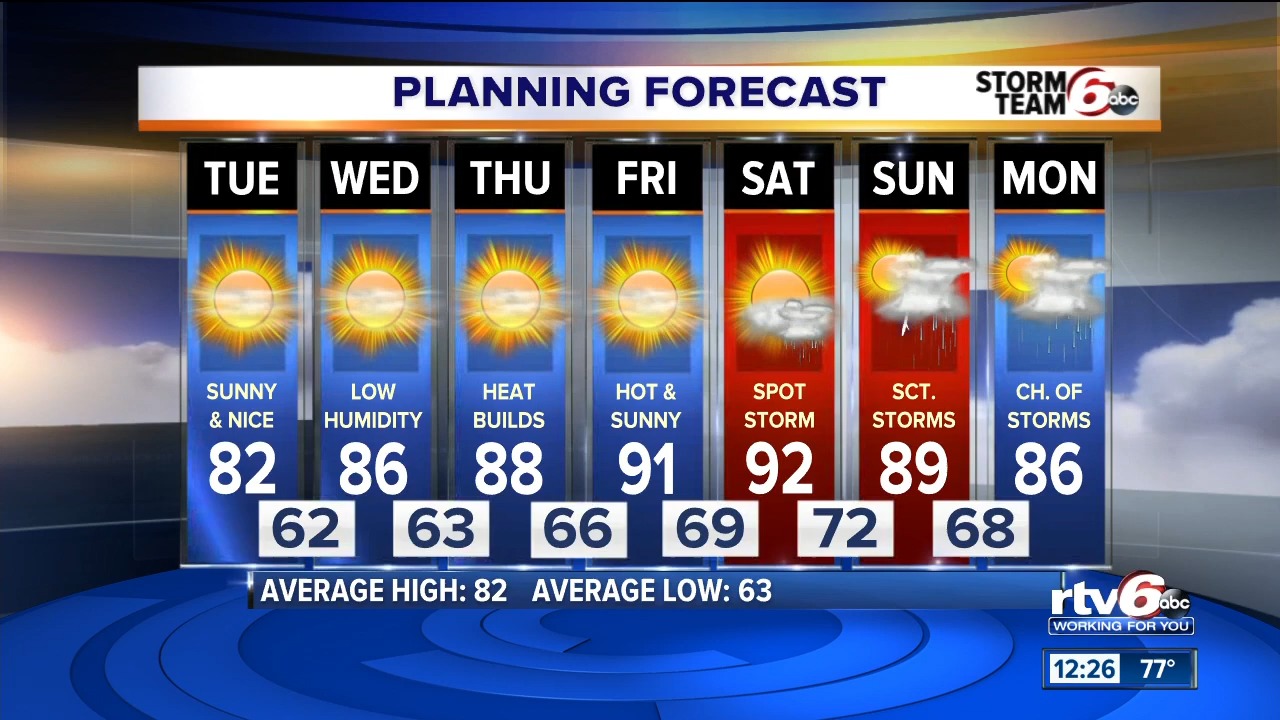 PLANNING FORECAST
STORM TEAM 6 abc
TUE WED THU FRI SAT SUN MON
SUNNY & NICE
LOW HUMIDITY
HEAT BUILDS
HOT & SUNNY
SPOT STORM
SCT. STORMS
CH. OF STORMS
82 86 88 91 92 89 86
62 63 66 69 72 68
AVERAGE HIGH: 82 AVERAGE LOW: 63
rtv6 abc
WORKING FOR YOU
12:26 77°